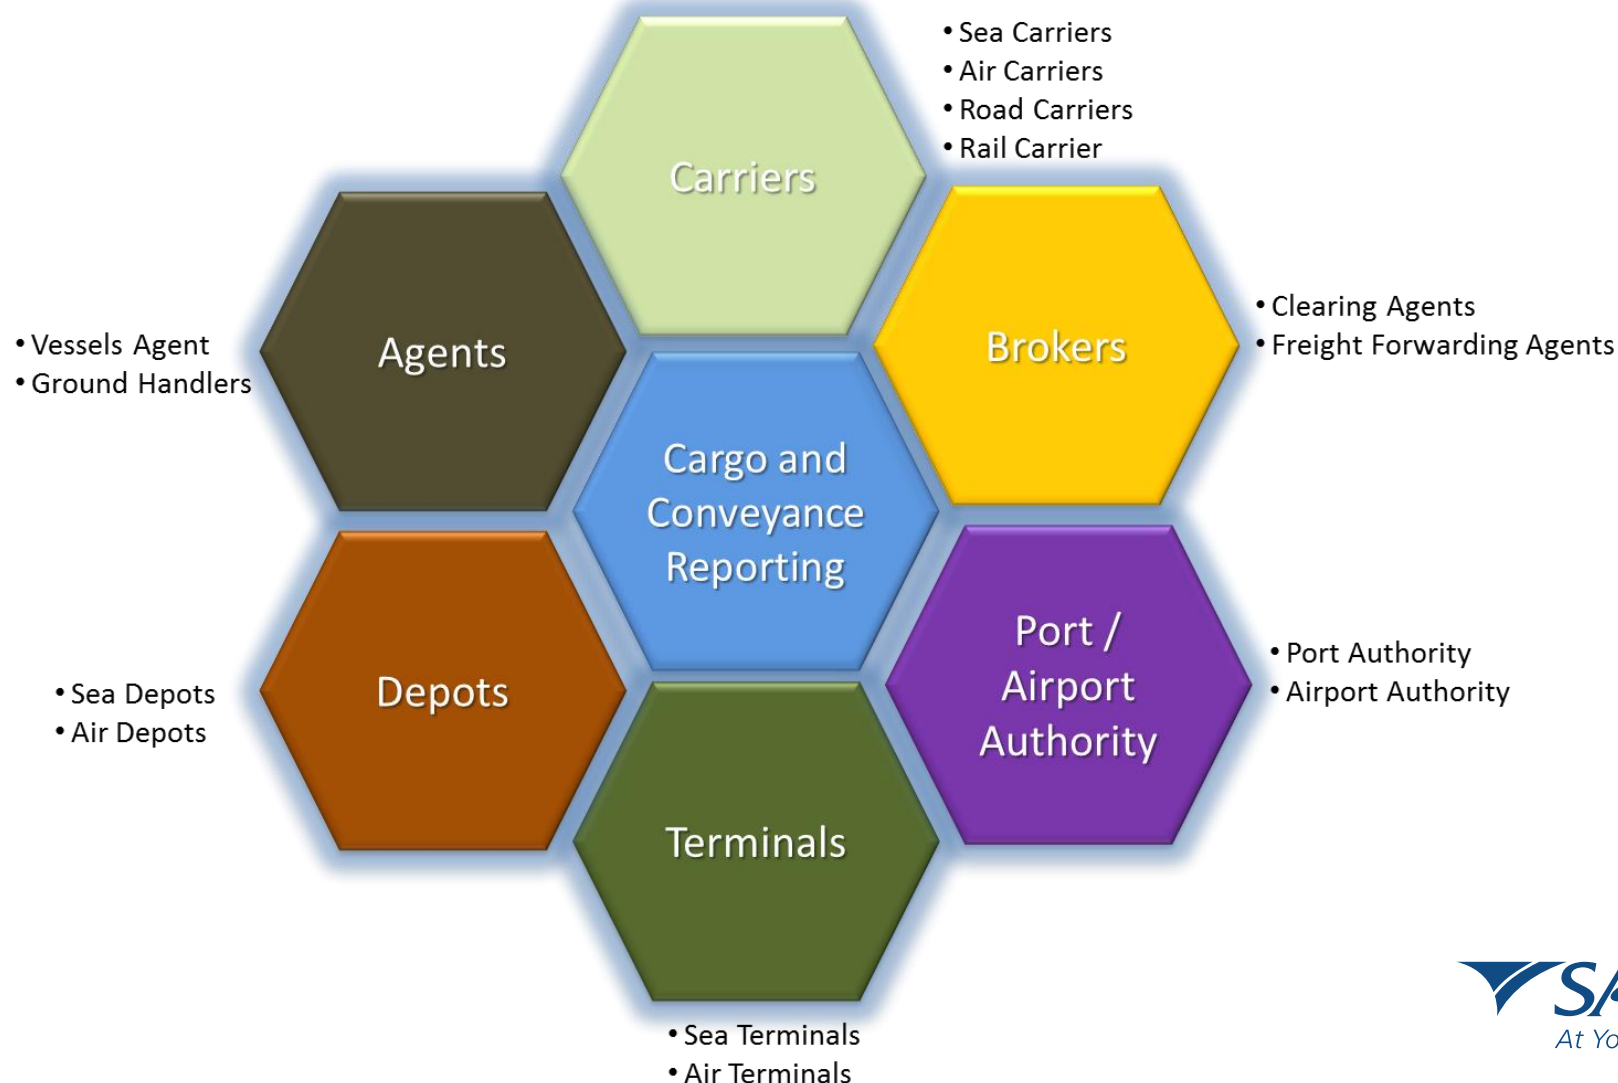 • Sea Carriers
• Air Carriers
• Road Carriers
• Rail Carrier
Carriers
Agents
• Vessels Agent
• Ground Handlers
Brokers
• Clearing Agents
• Freight Forwarding Agents
Cargo and
Conveyance
Reporting
Depots
• Sea Depots
• Air Depots
Port /
Airport
Authority
• Port Authority
• Airport Authority
Terminals
• Sea Terminals
• Air Terminals
At